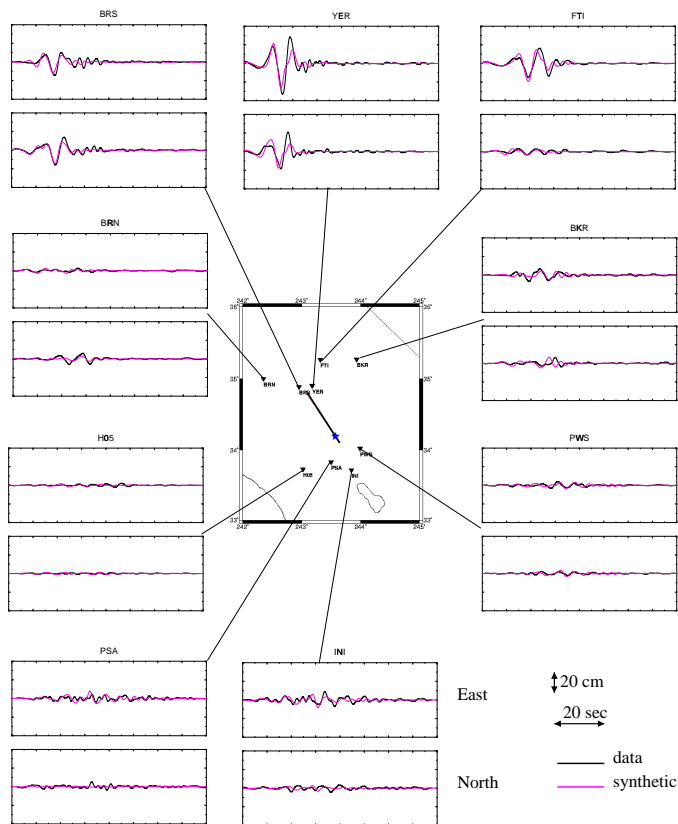 BRS
YER
FTI
BRN
BKR
242° 243° 244° 245°
36° 36°
FTI
BKR
35° 35°
BRN
BRS YER
34° 34°
PWS
PSA
H05
INI
33° 33°
242° 243° 244° 245°
H05
PWS
PSA
INI
East
20 cm
20 sec
North
data
synthetic